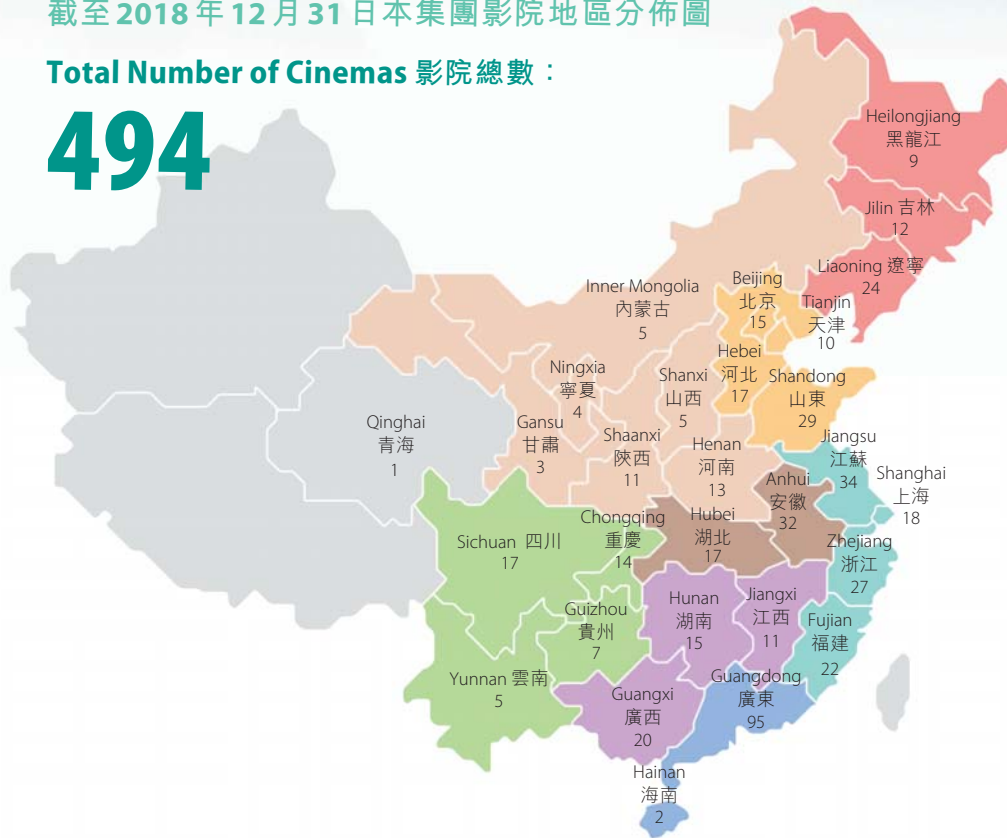 截至2018年12月31日本集團影院地區分佈圖
Total Number of Cinemas 影院總數：
494
Heilongjiang
黑龍江
9
Jilin 吉林
12
Liaoning 遼寧
24
Inner Mongolia
內蒙古
5
Beijing
北京
15
Tianjin
天津
10
Hebei
河北
17
Shandong
山東
29
Ningxia
寧夏
4
Shanxi
山西
5
Qinghai
青海
1
Gansu
甘肅
3
Shaanxi
陝西
11
Henan
河南
13
Jiangsu
江蘇
34
Shanghai
上海
18
Anhui
安徽
32
Sichuan 四川
17
Chongqing
重慶
14
Hubei
湖北
17
Zhejiang
浙江
27
Guizhou
貴州
7
Hunan
湖南
15
Jiangxi
江西
11
Fujian
福建
22
Yunnan 雲南
5
Guangxi
廣西
20
Guangdong
廣東
95
Hainan
海南
2